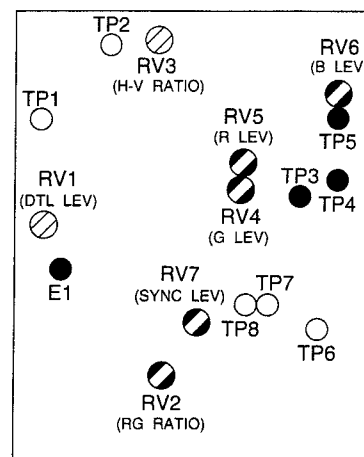 TP2
RV3
(H-V RATIO)
RV6
(B LEV)
TP1
RV5
(R LEV)
TP5
RV1
(DTL LEV)
TP3
TP4
RV4
(G LEV)
E1
RV7
(SYNC LEV)
TP7
TP8
TP6
RV2
(RG RATIO)